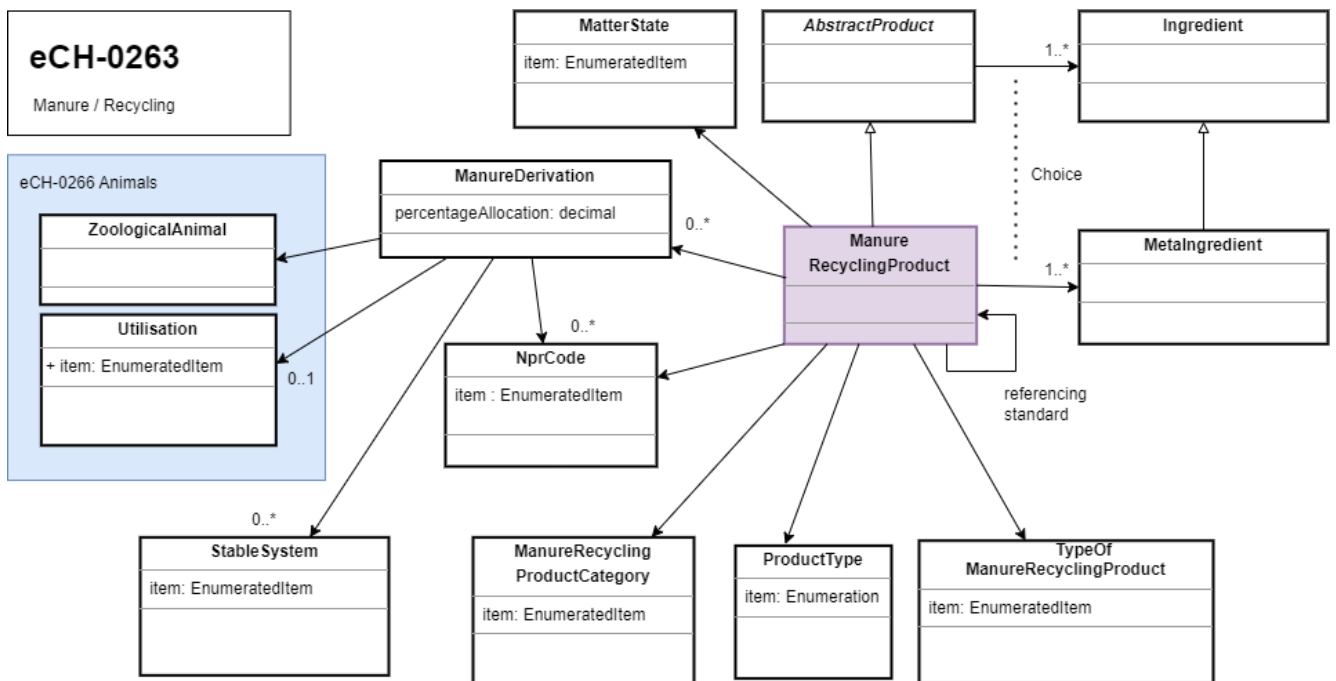 eCH-0263
Manure / Recycling
MatterState
item: EnumeratedItem
AbstractProduct
1..*
Ingredient
Choice
eCH-0266 Animals
ZoologicalAnimal
Utilisation
+ item: EnumeratedItem
0..1
ManureDerivation
percentageAllocation: decimal
0..*
Manure
RecyclingProduct
1..*
MetaIngredient
referencing
standard
0..*
NprCode
item : EnumeratedItem
0..*
StableSystem
item: EnumeratedItem
ManureRecycling
ProductCategory
item: EnumeratedItem
ProductType
item: Enumeration
TypeOf
ManureRecyclingProduct
item: EnumeratedItem